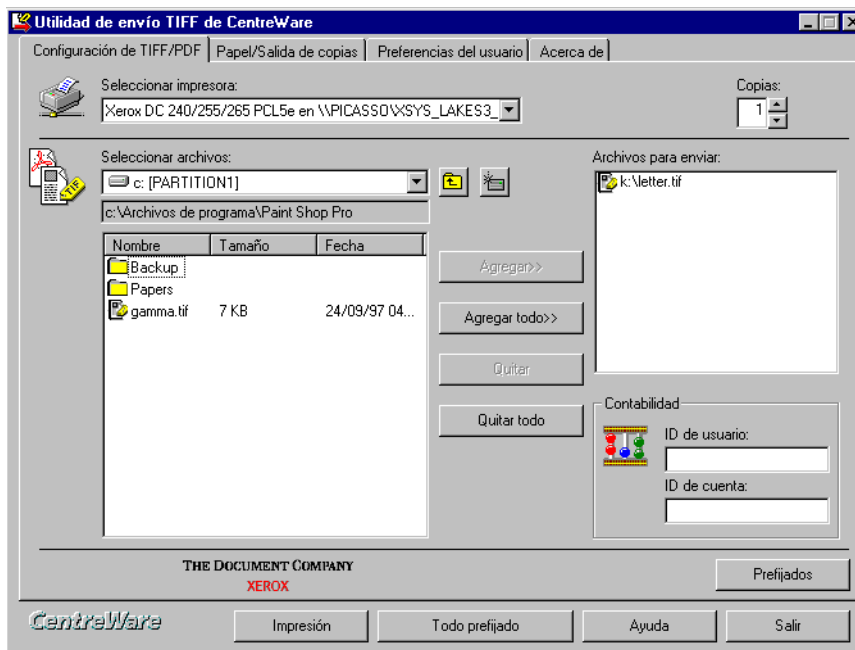 Utilidad de envío TIFF de CentreWare
Configuración de TIFF/PDF Papel/Salida de copias Preferencias del usuario Acerca de
Seleccionar impresora: Copias:
Xerox DC 240/255/265 PCL5e en \\PICASSO\XSYS_LAKES3_ 1
Seleccionar archivos: Archivos para enviar:
c: [PARTITION1] k:\letter.tif
c:\Archivos de programa\Paint Shop Pro
Nombre Tamaño Fecha
Backup
Papers
gamma.tif 7 KB 24/09/97 04...
Agregar>>
Agregar todo>>
Quitar
Quitar todo
Contabilidad
ID de usuario:
ID de cuenta:
THE DOCUMENT COMPANY
XEROX
Prefijados
CentreWare Impresión Todo prefijado Ayuda Salir